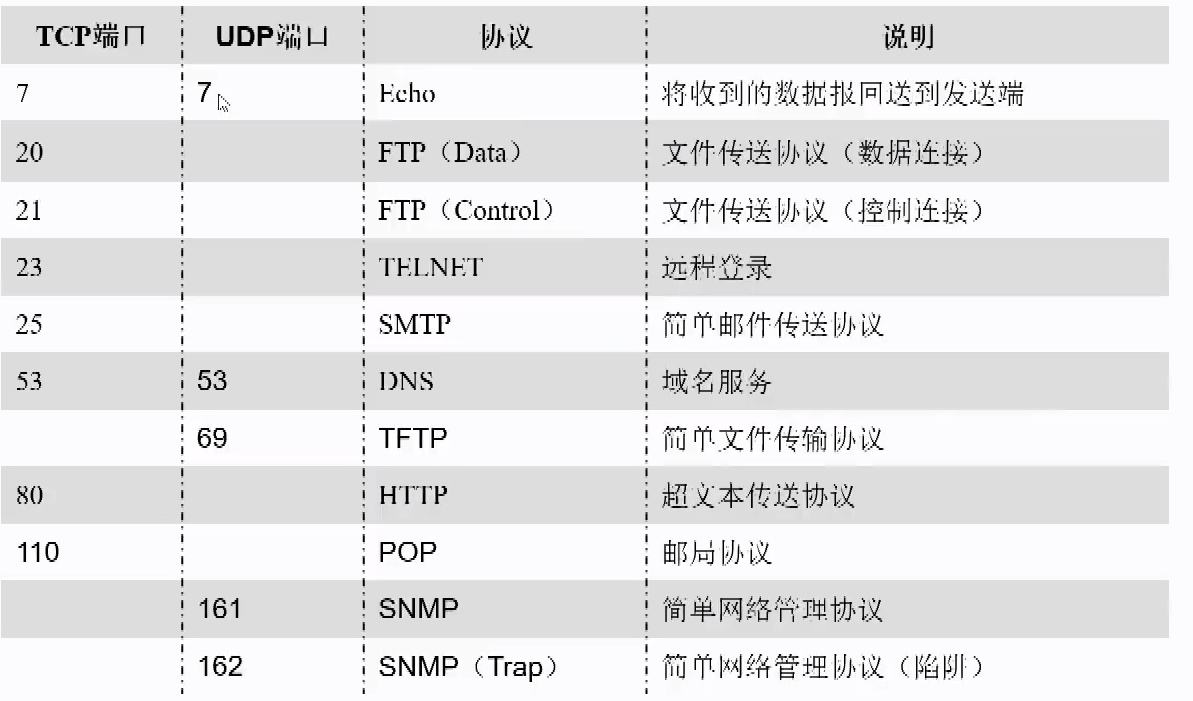 TCP端口 UDP端口 协议 说明
7 7 Echo 将收到的数据报回送到发送端
20 FTP（Data） 文件传送协议（数据连接）
21 FTP（Control） 文件传送协议（控制连接）
23 TELNET 远程登录
25 SMTP 简单邮件传送协议
53 53 DNS 域名服务
69 TFTP 简单文件传输协议
80 HTTP 超文本传送协议
110 POP 邮局协议
161 SNMP 简单网络管理协议
162 SNMP（Trap） 简单网络管理协议（陷阱）